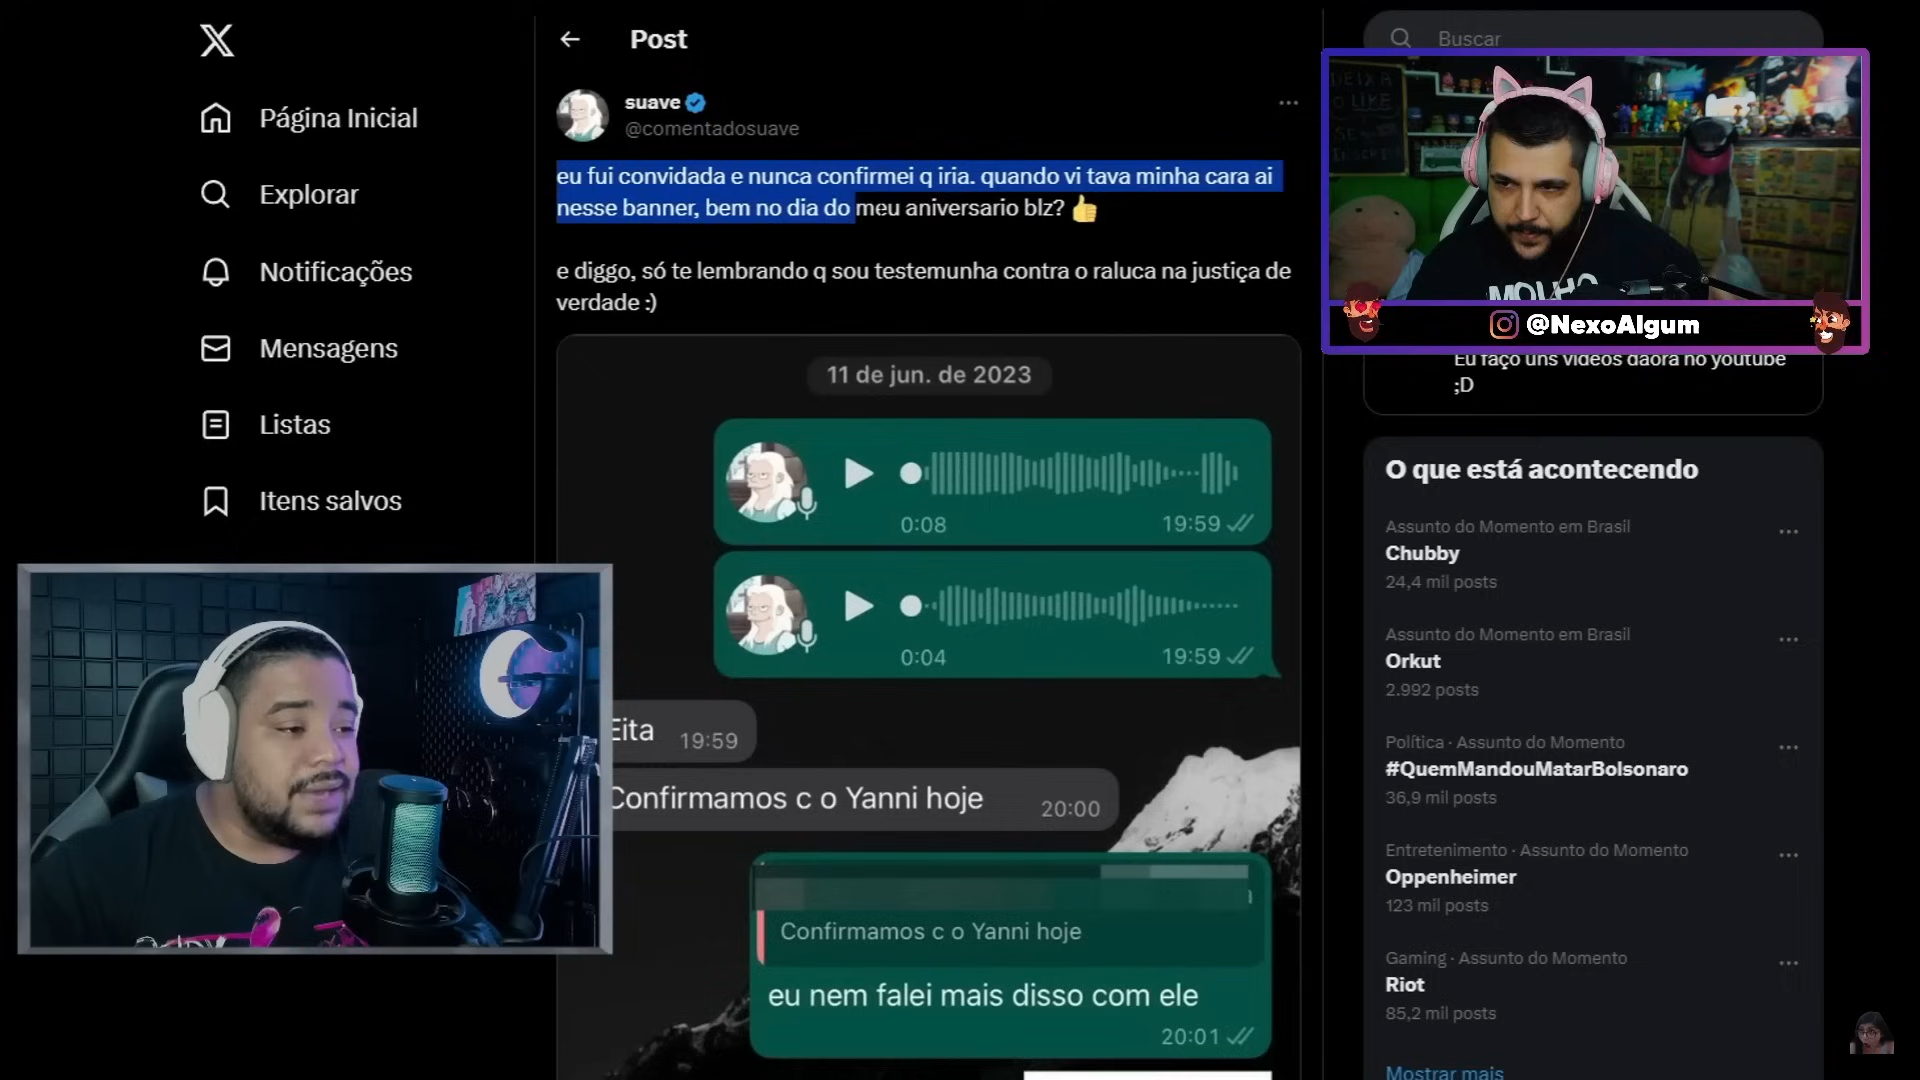 Post
Buscar
Página Inicial
Explorar
Notificações
Mensagens
Listas
Itens salvos
suave
@comentadosuave
eu fui convidada e nunca confirmei q iria. quando vi tava minha cara ai
nesse banner, bem no dia do meu aniversario blz? 👍
e diggo, só te lembrando q sou testemunha contra o raluca na justiça de
verdade :)
11 de jun. de 2023
0:08 19:59
0:04 19:59
Eita 19:59
Confirmamos c o Yanni hoje 20:00
Confirmamos c o Yanni hoje
eu nem falei mais disso com ele
20:01
DEIXA
O LIKE
SE
MOLHO
@NexoAlgum
Eu faço uns vídeos daora no youtube
;D
O que está acontecendo
Assunto do Momento em Brasil
Chubby
24,4 mil posts
Assunto do Momento em Brasil
Orkut
2.992 posts
Política · Assunto do Momento
#QuemMandouMatarBolsonaro
36,9 mil posts
Entretenimento · Assunto do Momento
Oppenheimer
123 mil posts
Gaming · Assunto do Momento
Riot
85,2 mil posts
Mostrar mais